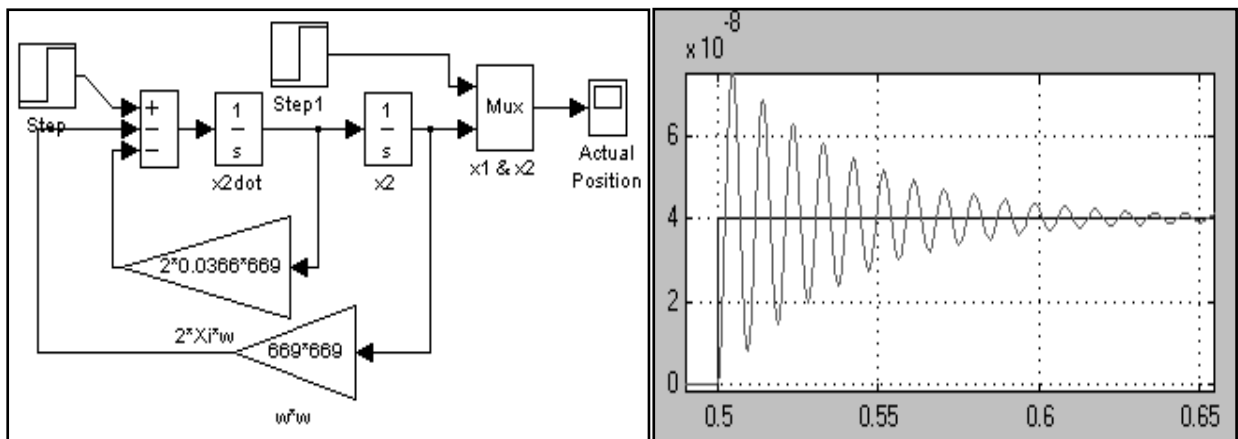 Step
+
−
−
1
s
x2dot
Step1
1
s
x2
Mux
x1 & x2
Actual
Position
2*0.0366*669
2*Xi*w
669*669
w*w
x 10
-8
6
4
2
0
0.5
0.55
0.6
0.65